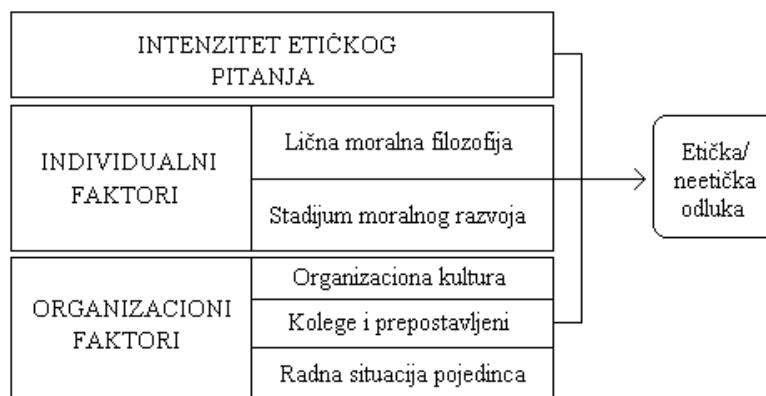 INTENZITET ETIČKOG
PITANJA
INDIVIDUALNI
FAKTORI
Lična moralna filozofija
Stadijum moralnog razvoja
ORGANIZACIONI
FAKTORI
Organizaciona kultura
Kolege i prepostavljeni
Radna situacija pojedinca
Etička/
neetička
odluka